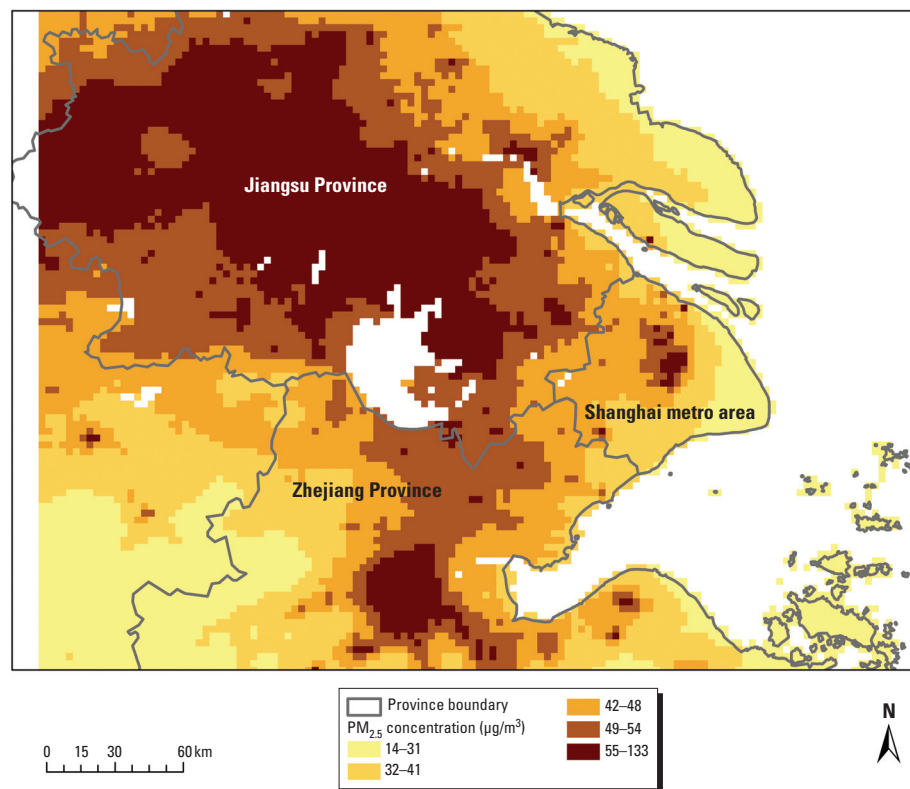 Jiangsu Province
Shanghai metro area
Zhejiang Province
Province boundary
PM2.5 concentration (µg/m³)
14–31
32–41
42–48
49–54
55–133
0 15 30 60 km
N